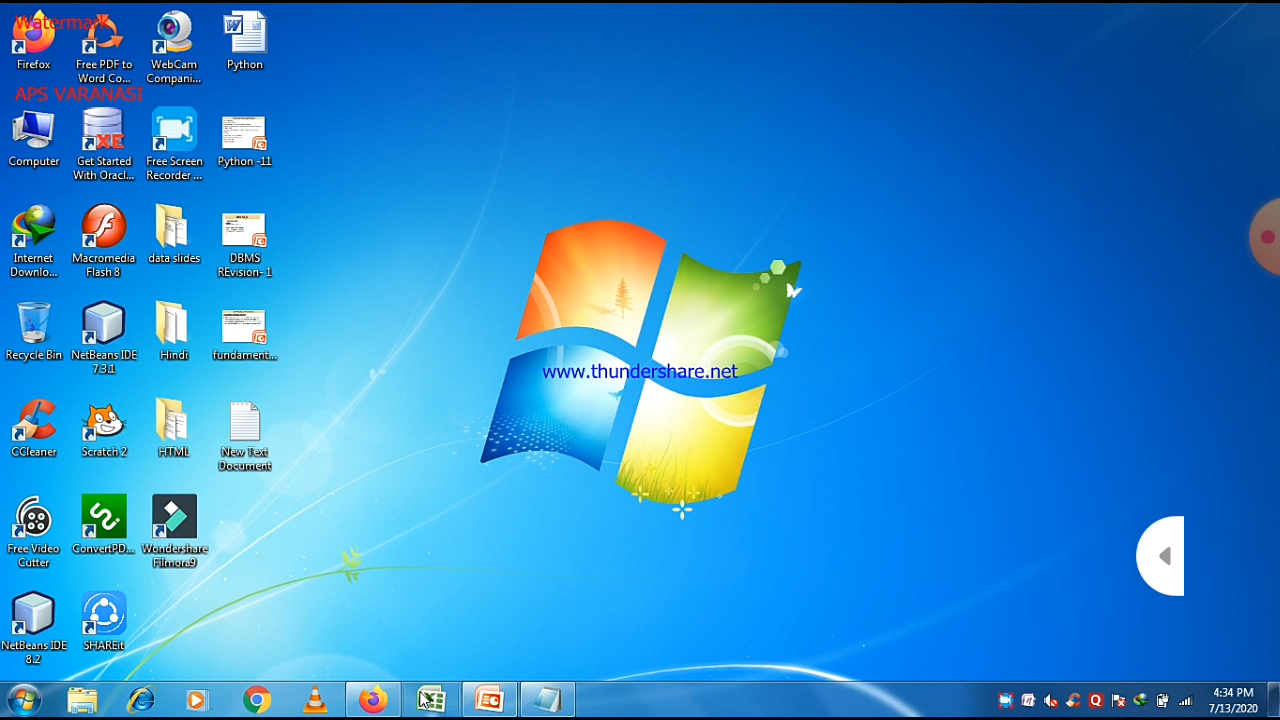 Watermark
Firefox
Free PDF to
Word Co...
WebCam
Compani...
Python
APS VARANASI
Computer
Get Started
With Oracl...
Free Screen
Recorder ...
Python -11
Internet
Downlo...
Macromedia
Flash 8
data slides
DBMS
REvision- 1
Recycle Bin
NetBeans IDE
7.3.1
Hindi
fundament...
www.thundershare.net
CCleaner
Scratch 2
HTML
New Text
Document
Free Video
Cutter
ConvertPD...
Wondershare
Filmora9
NetBeans IDE
8.2
SHAREit
4:34 PM
7/13/2020